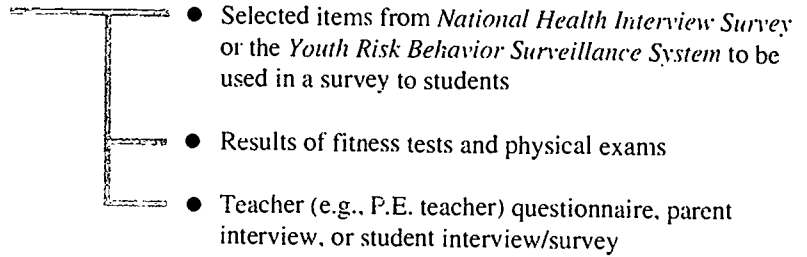 ● Selected items from National Health Interview Survey
or the Youth Risk Behavior Surveillance System to be
used in a survey to students
● Results of fitness tests and physical exams
● Teacher (e.g., P.E. teacher) questionnaire, parent
interview, or student interview/survey